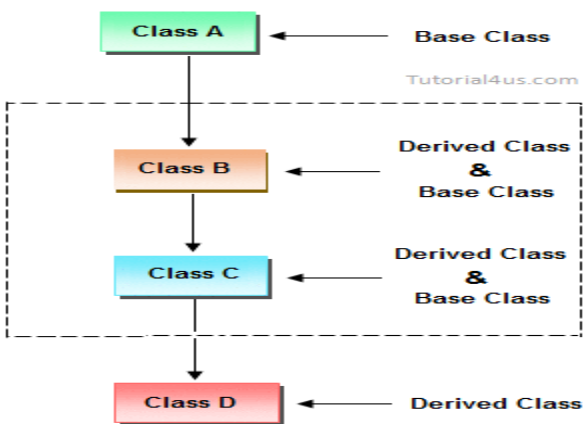 Class A
Base Class
Tutorial4us.com
Class B
Derived Class
&
Base Class
Class C
Derived Class
&
Base Class
Class D
Derived Class